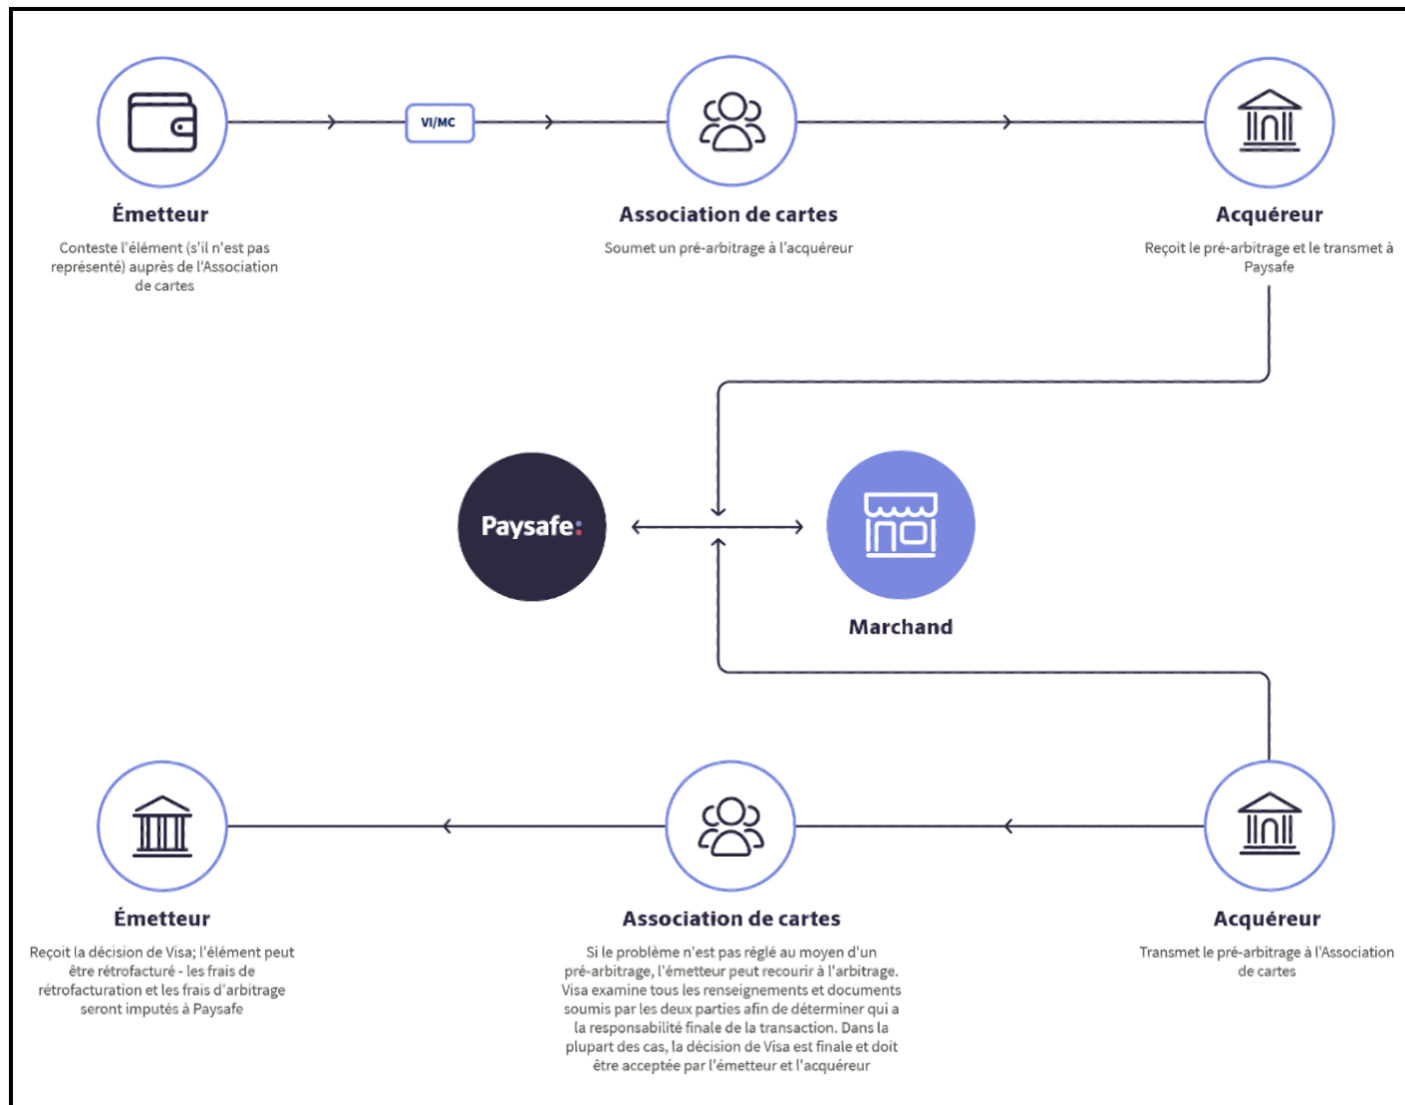 VI/MC
Émetteur
Conteste l'élément (s'il n'est pas
représenté) auprès de l'Association
de cartes
Association de cartes
Soumet un pré-arbitrage à l'acquéreur
Acquéreur
Reçoit le pré-arbitrage et le transmet à
Paysafe
Paysafe:
Marchand
Émetteur
Reçoit la décision de Visa; l'élément peut
être rétrofacturé - les frais de
rétrofacturation et les frais d'arbitrage
seront imputés à Paysafe
Association de cartes
Si le problème n'est pas réglé au moyen d'un
pré-arbitrage, l'émetteur peut recourir à l'arbitrage.
Visa examine tous les renseignements et documents
soumis par les deux parties afin de déterminer qui a
la responsabilité finale de la transaction. Dans la
plupart des cas, la décision de Visa est finale et doit
être acceptée par l'émetteur et l'acquéreur
Acquéreur
Transmet le pré-arbitrage à l'Association
de cartes